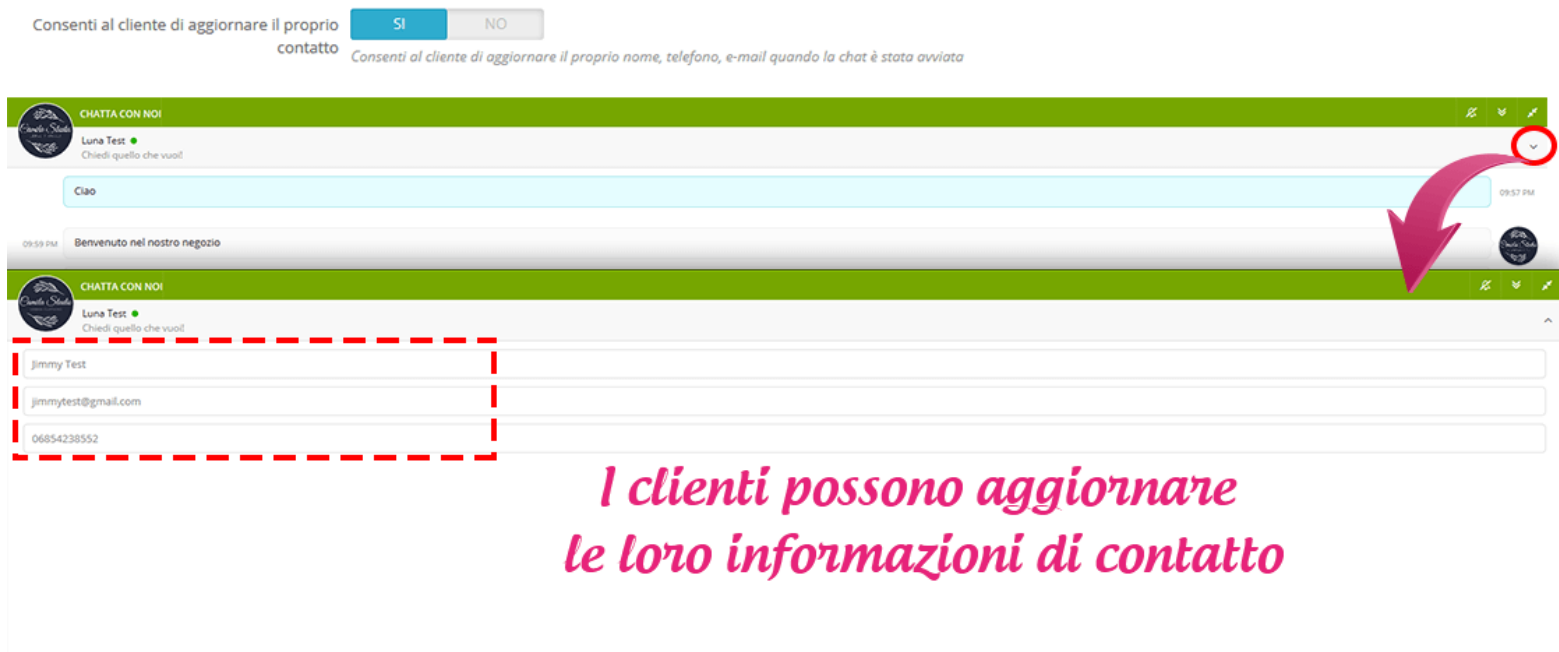 Consenti al cliente di aggiornare il proprio
contatto
SI NO
Consenti al cliente di aggiornare il proprio nome, telefono, e-mail quando la chat è stata avviata
CHATTA CON NOI
Luna Test
Chiedi quello che vuoi!
Ciao
09:57 PM
09:59 PM Benvenuto nel nostro negozio
CHATTA CON NOI
Luna Test
Chiedi quello che vuoi!
Jimmy Test
jimmytest@gmail.com
06854238552
I clienti possono aggiornare
le loro informazioni di contatto